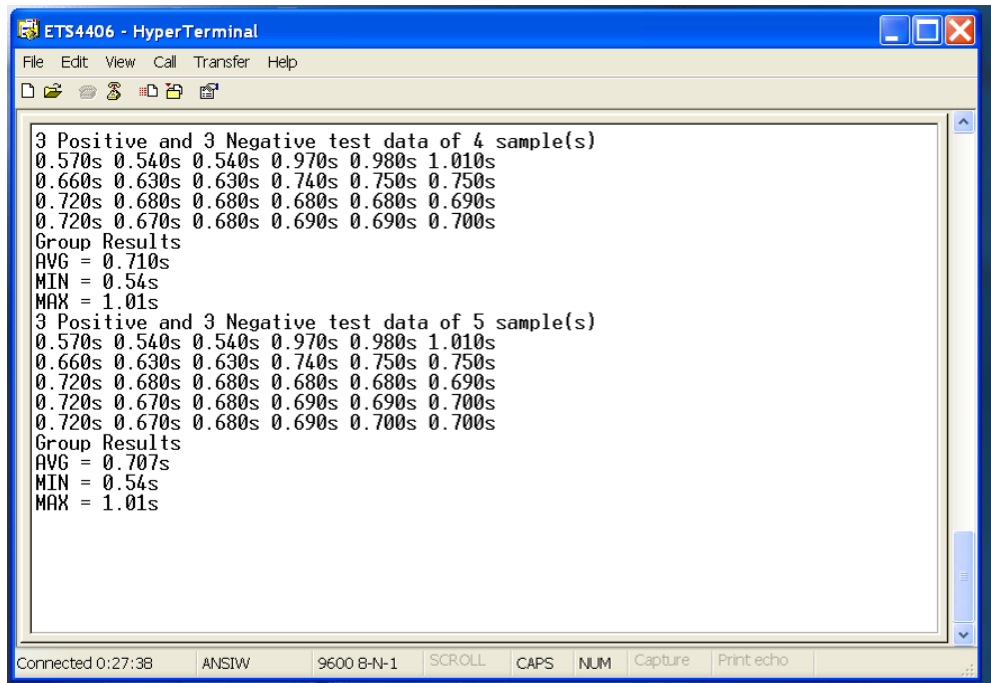 ETS4406 - HyperTerminal
File Edit View Call Transfer Help
3 Positive and 3 Negative test data of 4 sample(s)
0.570s 0.540s 0.540s 0.970s 0.980s 1.010s
0.660s 0.630s 0.630s 0.740s 0.750s 0.750s
0.720s 0.680s 0.680s 0.680s 0.680s 0.690s
0.720s 0.670s 0.680s 0.690s 0.690s 0.700s
Group Results
AVG = 0.710s
MIN = 0.54s
MAX = 1.01s
3 Positive and 3 Negative test data of 5 sample(s)
0.570s 0.540s 0.540s 0.970s 0.980s 1.010s
0.660s 0.630s 0.630s 0.740s 0.750s 0.750s
0.720s 0.680s 0.680s 0.680s 0.680s 0.690s
0.720s 0.670s 0.680s 0.690s 0.690s 0.700s
0.720s 0.670s 0.680s 0.690s 0.700s 0.700s
Group Results
AVG = 0.707s
MIN = 0.54s
MAX = 1.01s
Connected 0:27:38 ANSIW 9600 8-N-1 SCROLL CAPS NUM Capture Print echo